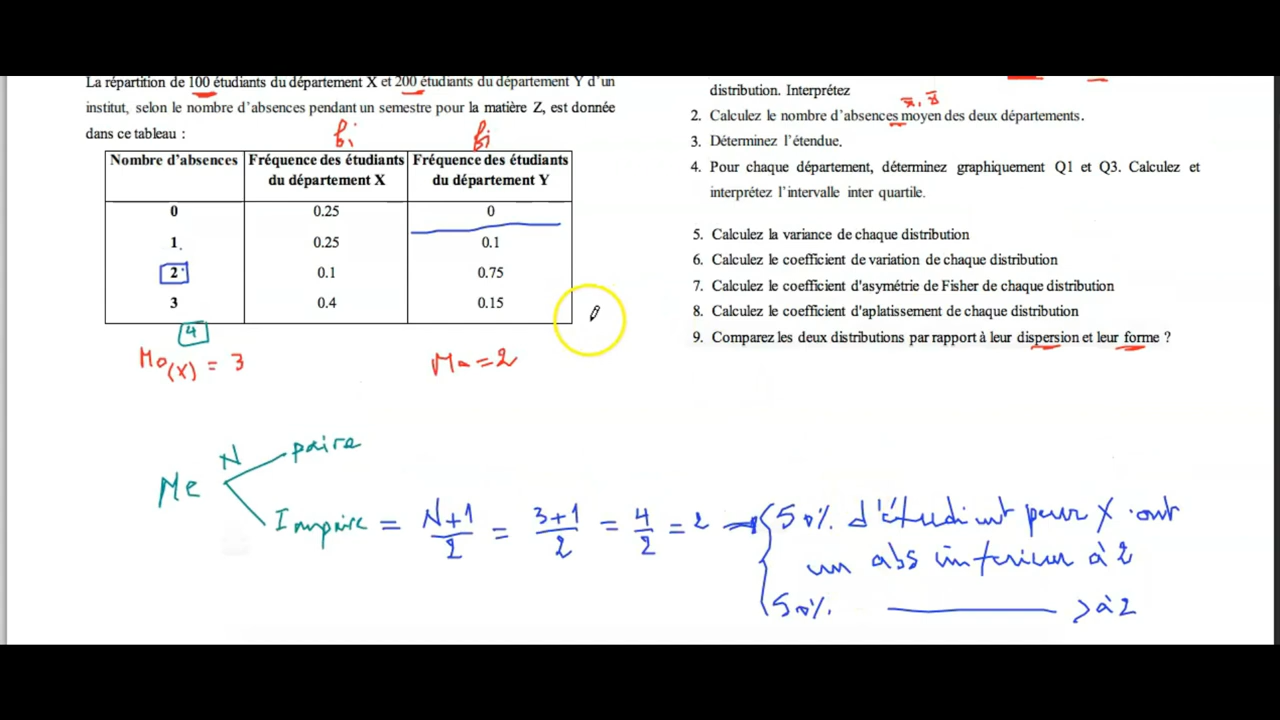 La répartition de 100 étudiants du département X et 200 étudiants du département Y d'un
institut, selon le nombre d'absences pendant un semestre pour la matière Z, est donnée
dans ce tableau :
fi fi
Nombre d'absences Fréquence des étudiants du département X Fréquence des étudiants du département Y
0 0.25 0
1 0.25 0.1
2 0.1 0.75
3 0.4 0.15
4
Mo(X) = 3
Mo = 2
distribution. Interprétez
x̄, x̄
2. Calculez le nombre d'absences moyen des deux départements.
3. Déterminez l'étendue.
4. Pour chaque département, déterminez graphiquement Q1 et Q3. Calculez et
interprétez l'intervalle inter quartile.
5. Calculez la variance de chaque distribution
6. Calculez le coefficient de variation de chaque distribution
7. Calculez le coefficient d'asymétrie de Fisher de chaque distribution
8. Calculez le coefficient d'aplatissement de chaque distribution
9. Comparez les deux distributions par rapport à leur dispersion et leur forme ?
Me N paire
Impaire = N+1/2 = 3+1/2 = 4/2 = 2 → 50% d'étudiant pour X ont
un abs inferieur à 2
50% > à 2